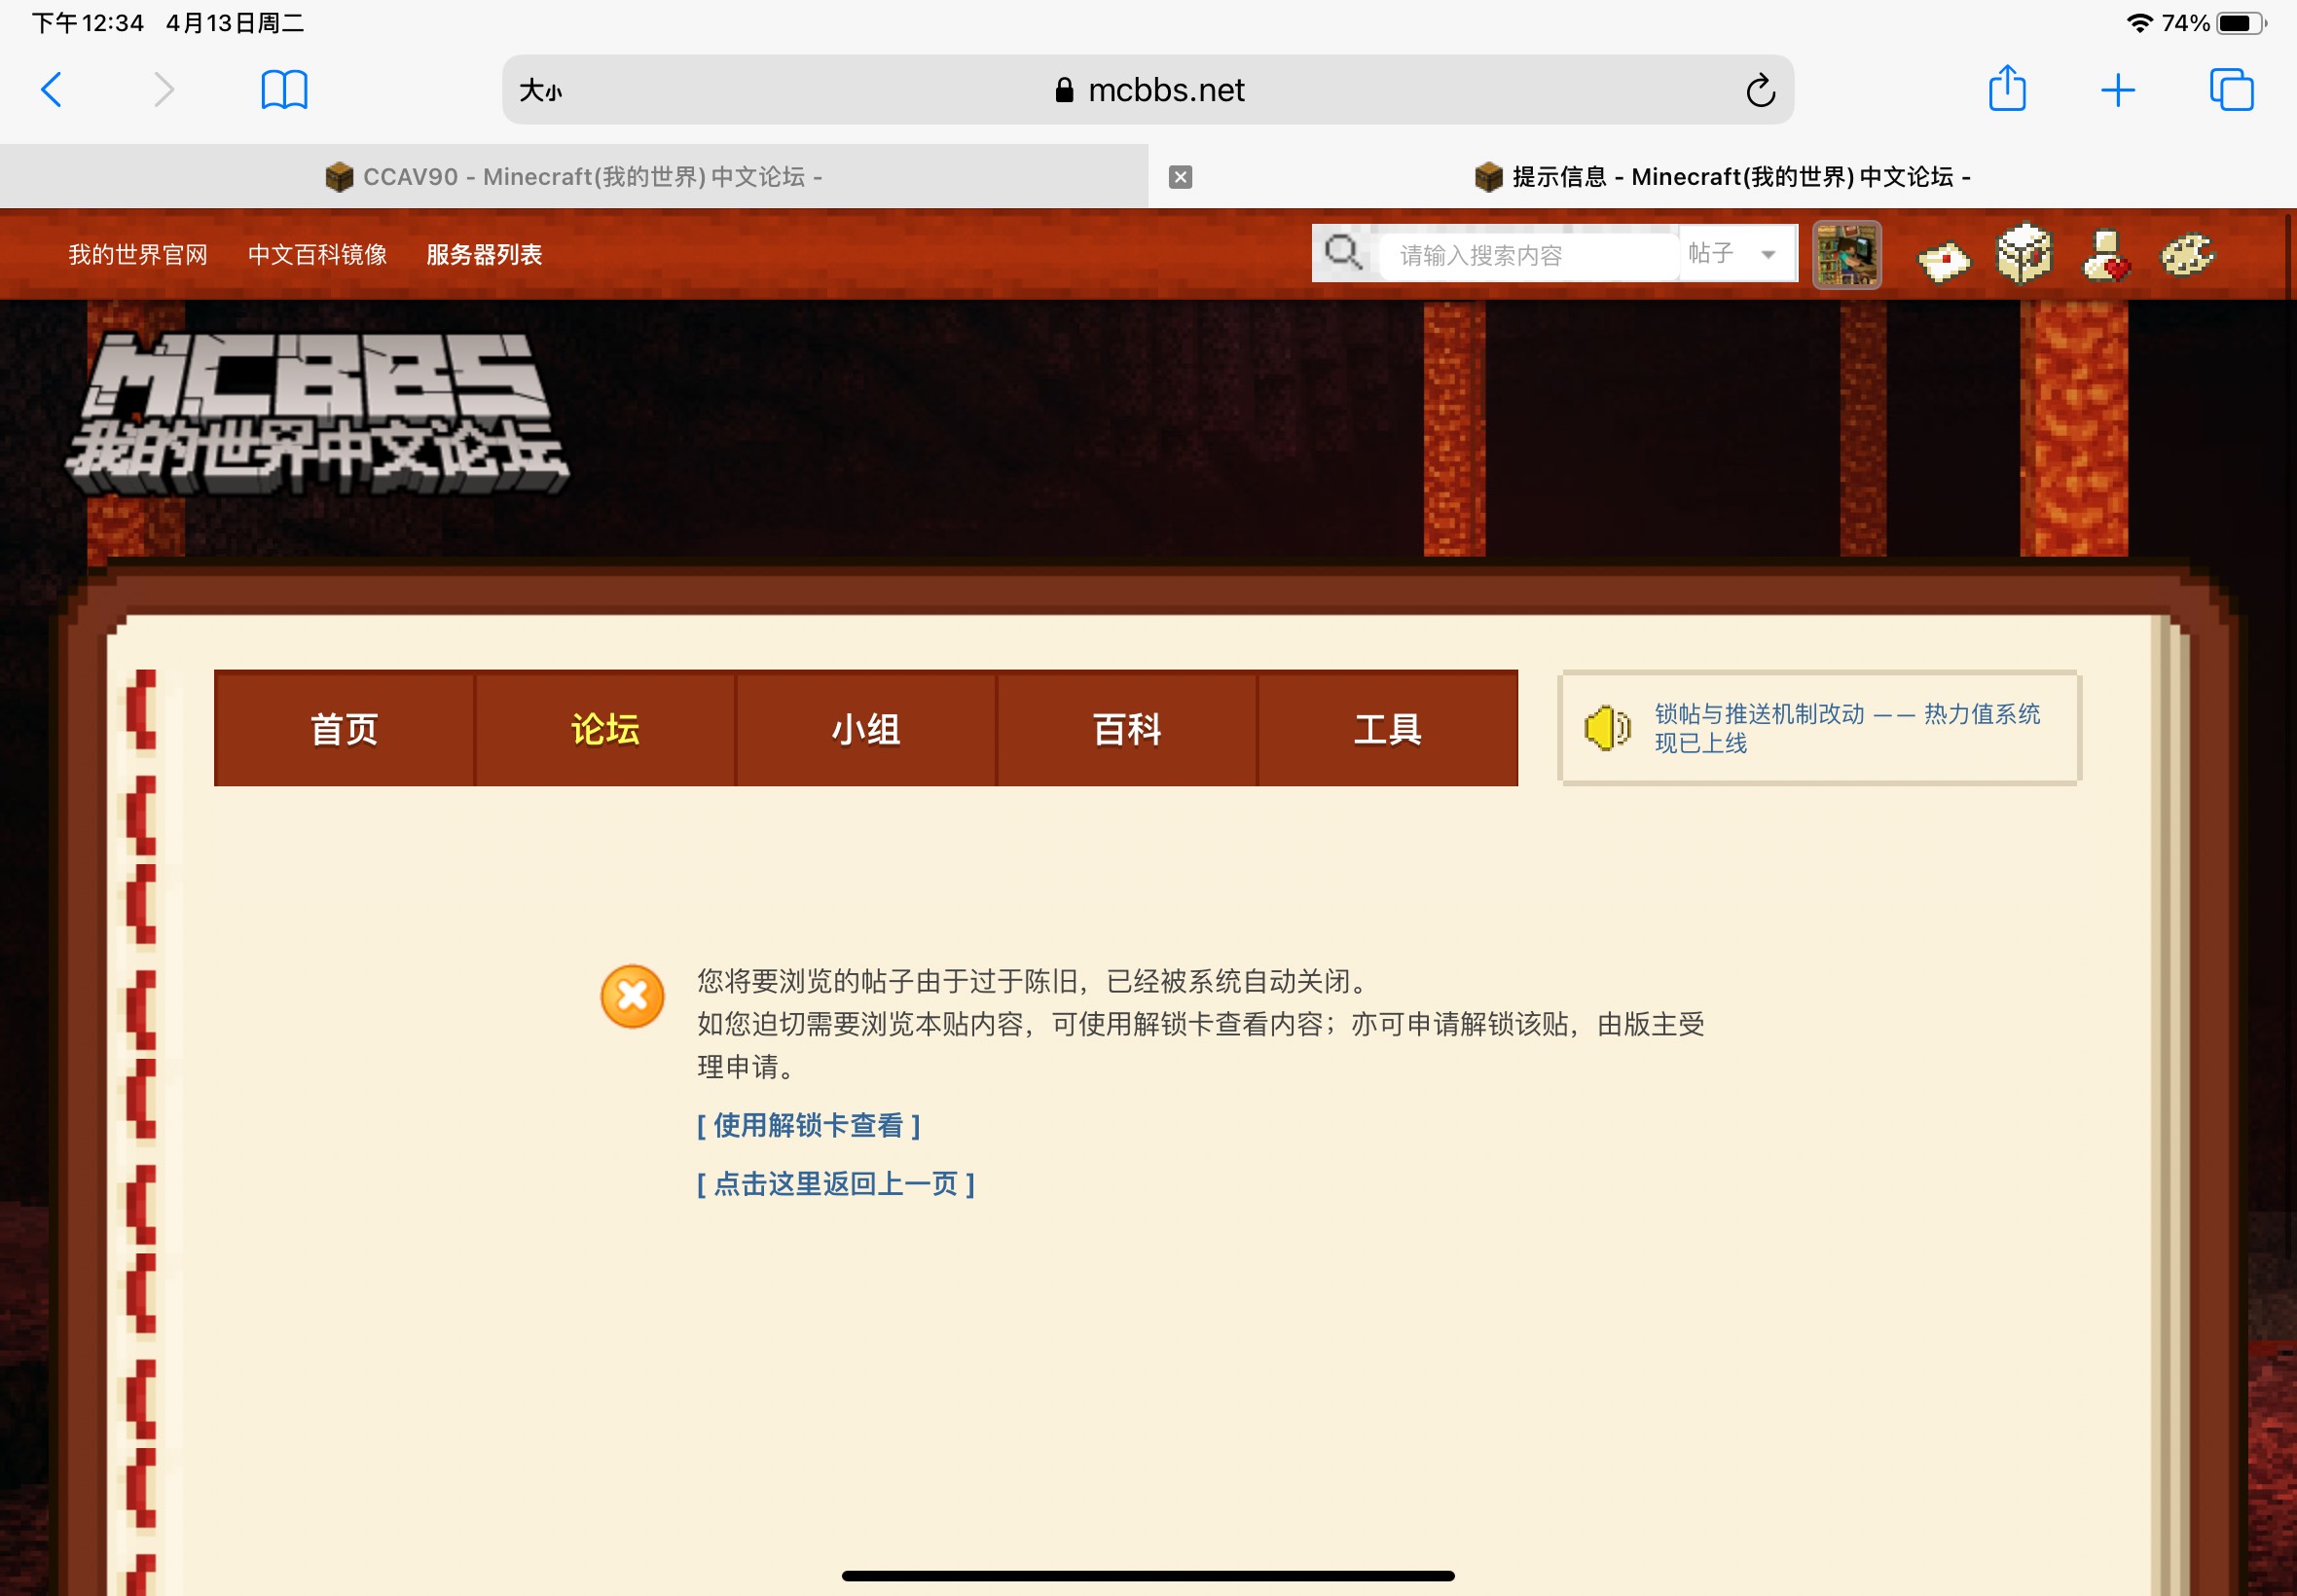 下午12:34 4月13日周二
74%
大小
mcbbs.net
CCAV90 - Minecraft(我的世界)中文论坛 -
提示信息 - Minecraft(我的世界)中文论坛 -
我的世界官网 中文百科镜像 服务器列表
请输入搜索内容 帖子
MCBBS
我的世界中文论坛
首页 论坛 小组 百科 工具
锁帖与推送机制改动 —— 热力值系统
现已上线
您将要浏览的帖子由于过于陈旧，已经被系统自动关闭。
如您迫切需要浏览本贴内容，可使用解锁卡查看内容；亦可申请解锁该贴，由版主受
理申请。
[ 使用解锁卡查看 ]
[ 点击这里返回上一页 ]